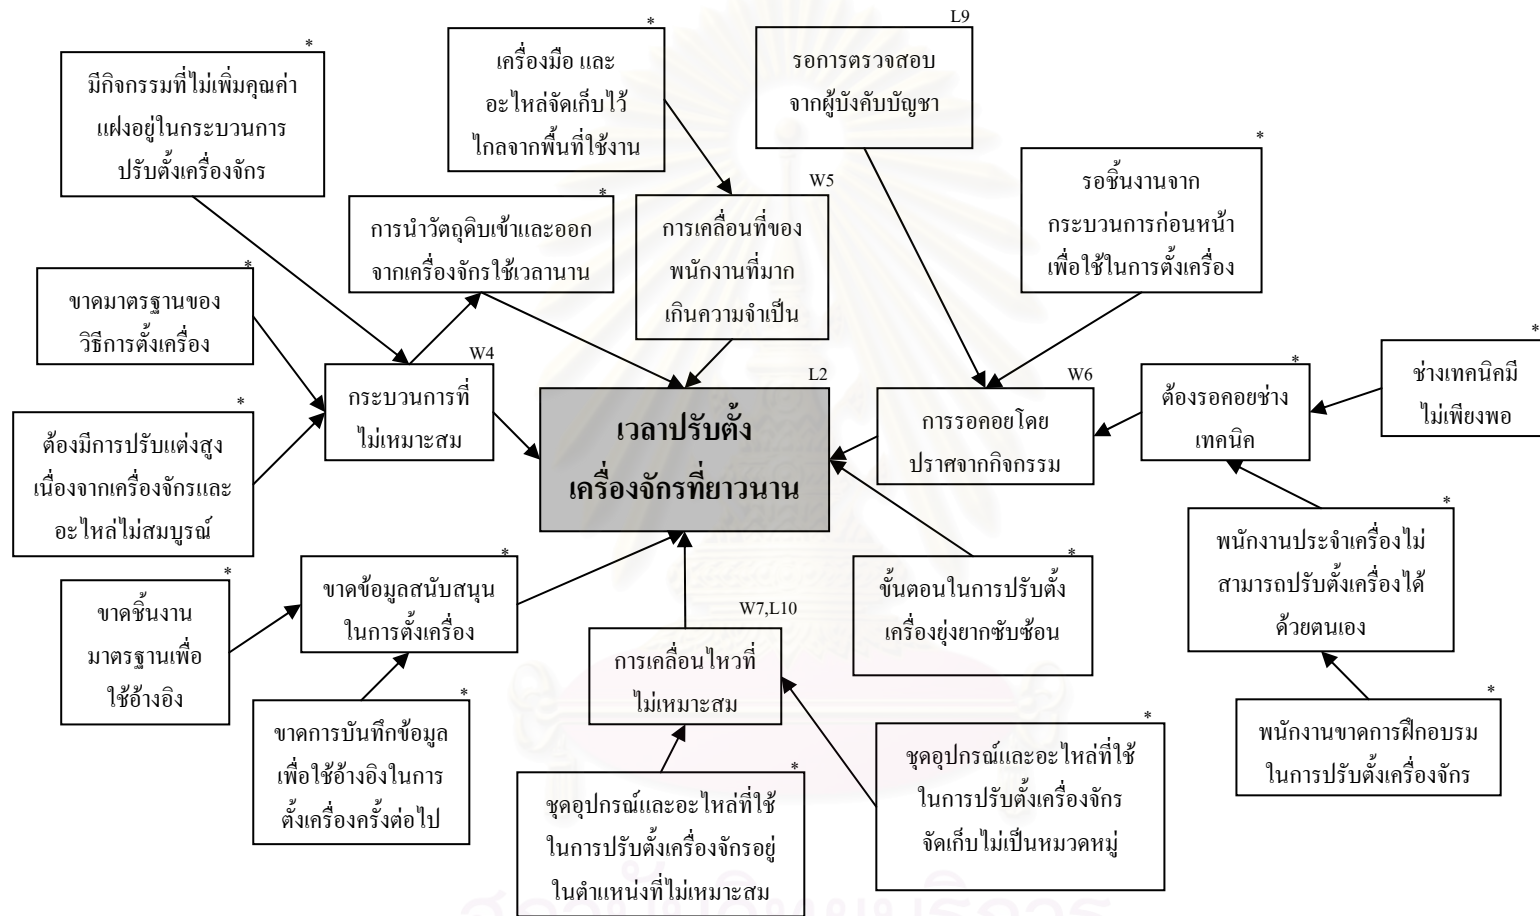 *
มีกิจกรรมที่ไม่เพิ่มคุณค่า
แฝงอยู่ในกระบวนการ
ปรับตั้งเครื่องจักร
*
เครื่องมือ และ
อะไหล่จัดเก็บไว้
ไกลจากพื้นที่ใช้งาน
L9
รอการตรวจสอบ
จากผู้บังคับบัญชา
*
รอชิ้นงานจาก
กระบวนการก่อนหน้า
เพื่อใช้ในการตั้งเครื่อง
*
การนำวัตถุดิบเข้าและออก
จากเครื่องจักรใช้เวลานาน
W5
การเคลื่อนที่ของ
พนักงานที่มาก
เกินความจำเป็น
*
ขาดมาตรฐานของ
วิธีการตั้งเครื่อง
W4
กระบวนการที่
ไม่เหมาะสม
L2
เวลาปรับตั้ง
เครื่องจักรที่ยาวนาน
W6
การรอคอยโดย
ปราศจากกิจกรรม
*
ต้องรอคอยช่าง
เทคนิค
*
ช่างเทคนิคมี
ไม่เพียงพอ
*
ต้องมีการปรับแต่งสูง
เนื่องจากเครื่องจักรและ
อะไหล่ไม่สมบูรณ์
*
พนักงานประจำเครื่องไม่
สามารถปรับตั้งเครื่องได้
ด้วยตนเอง
*
ขาดชิ้นงาน
มาตรฐานเพื่อ
ใช้อ้างอิง
*
ขาดข้อมูลสนับสนุน
ในการตั้งเครื่อง
W7,L10
การเคลื่อนไหวที่
ไม่เหมาะสม
*
ขั้นตอนในการปรับตั้ง
เครื่องยุ่งยากซับซ้อน
*
ขาดการบันทึกข้อมูล
เพื่อใช้อ้างอิงในการ
ตั้งเครื่องครั้งต่อไป
*
ชุดอุปกรณ์และอะไหล่ที่ใช้
ในการปรับตั้งเครื่องจักรอยู่
ในตำแหน่งที่ไม่เหมาะสม
*
ชุดอุปกรณ์และอะไหล่ที่ใช้
ในการปรับตั้งเครื่องจักร
จัดเก็บไม่เป็นหมวดหมู่
*
พนักงานขาดการฝึกอบรม
ในการปรับตั้งเครื่องจักร
สถาบันวิทยบริการ